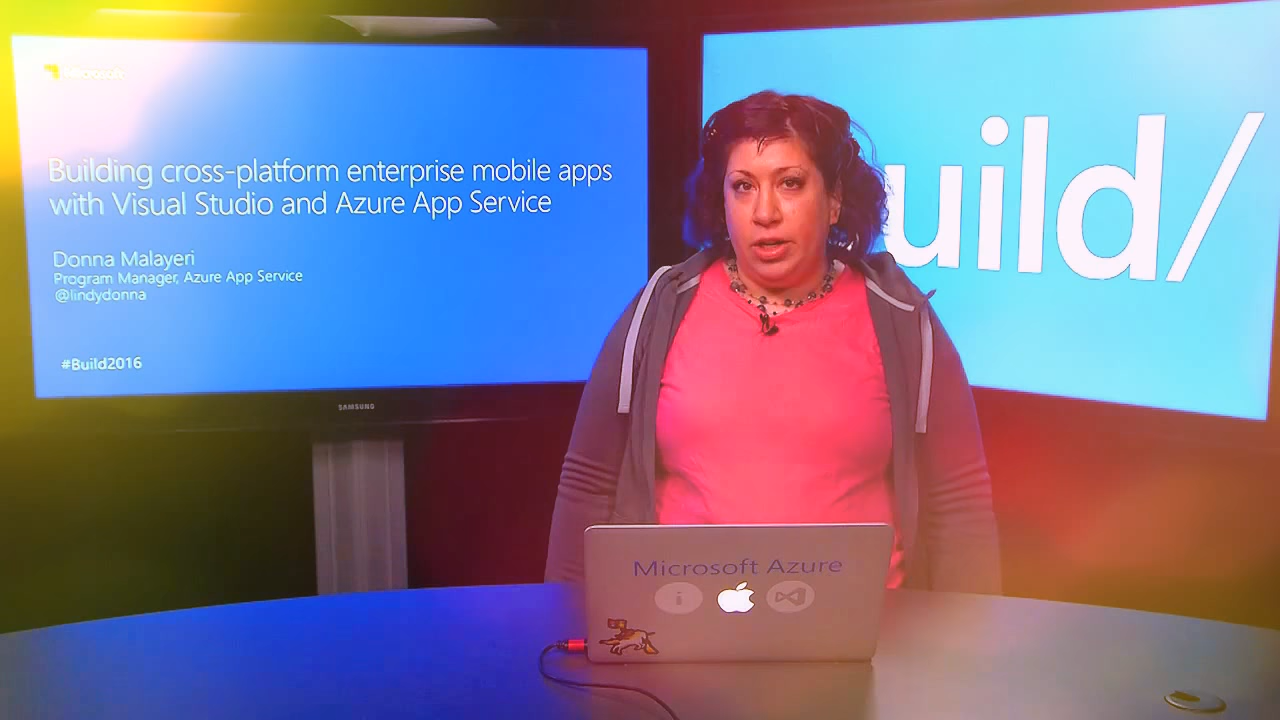 Microsoft
Building cross-platform enterprise mobile apps
with Visual Studio and Azure App Service
Donna Malayeri
Program Manager, Azure App Service
@lindydonna
#Build2016
SAMSUNG
uild/
Microsoft Azure